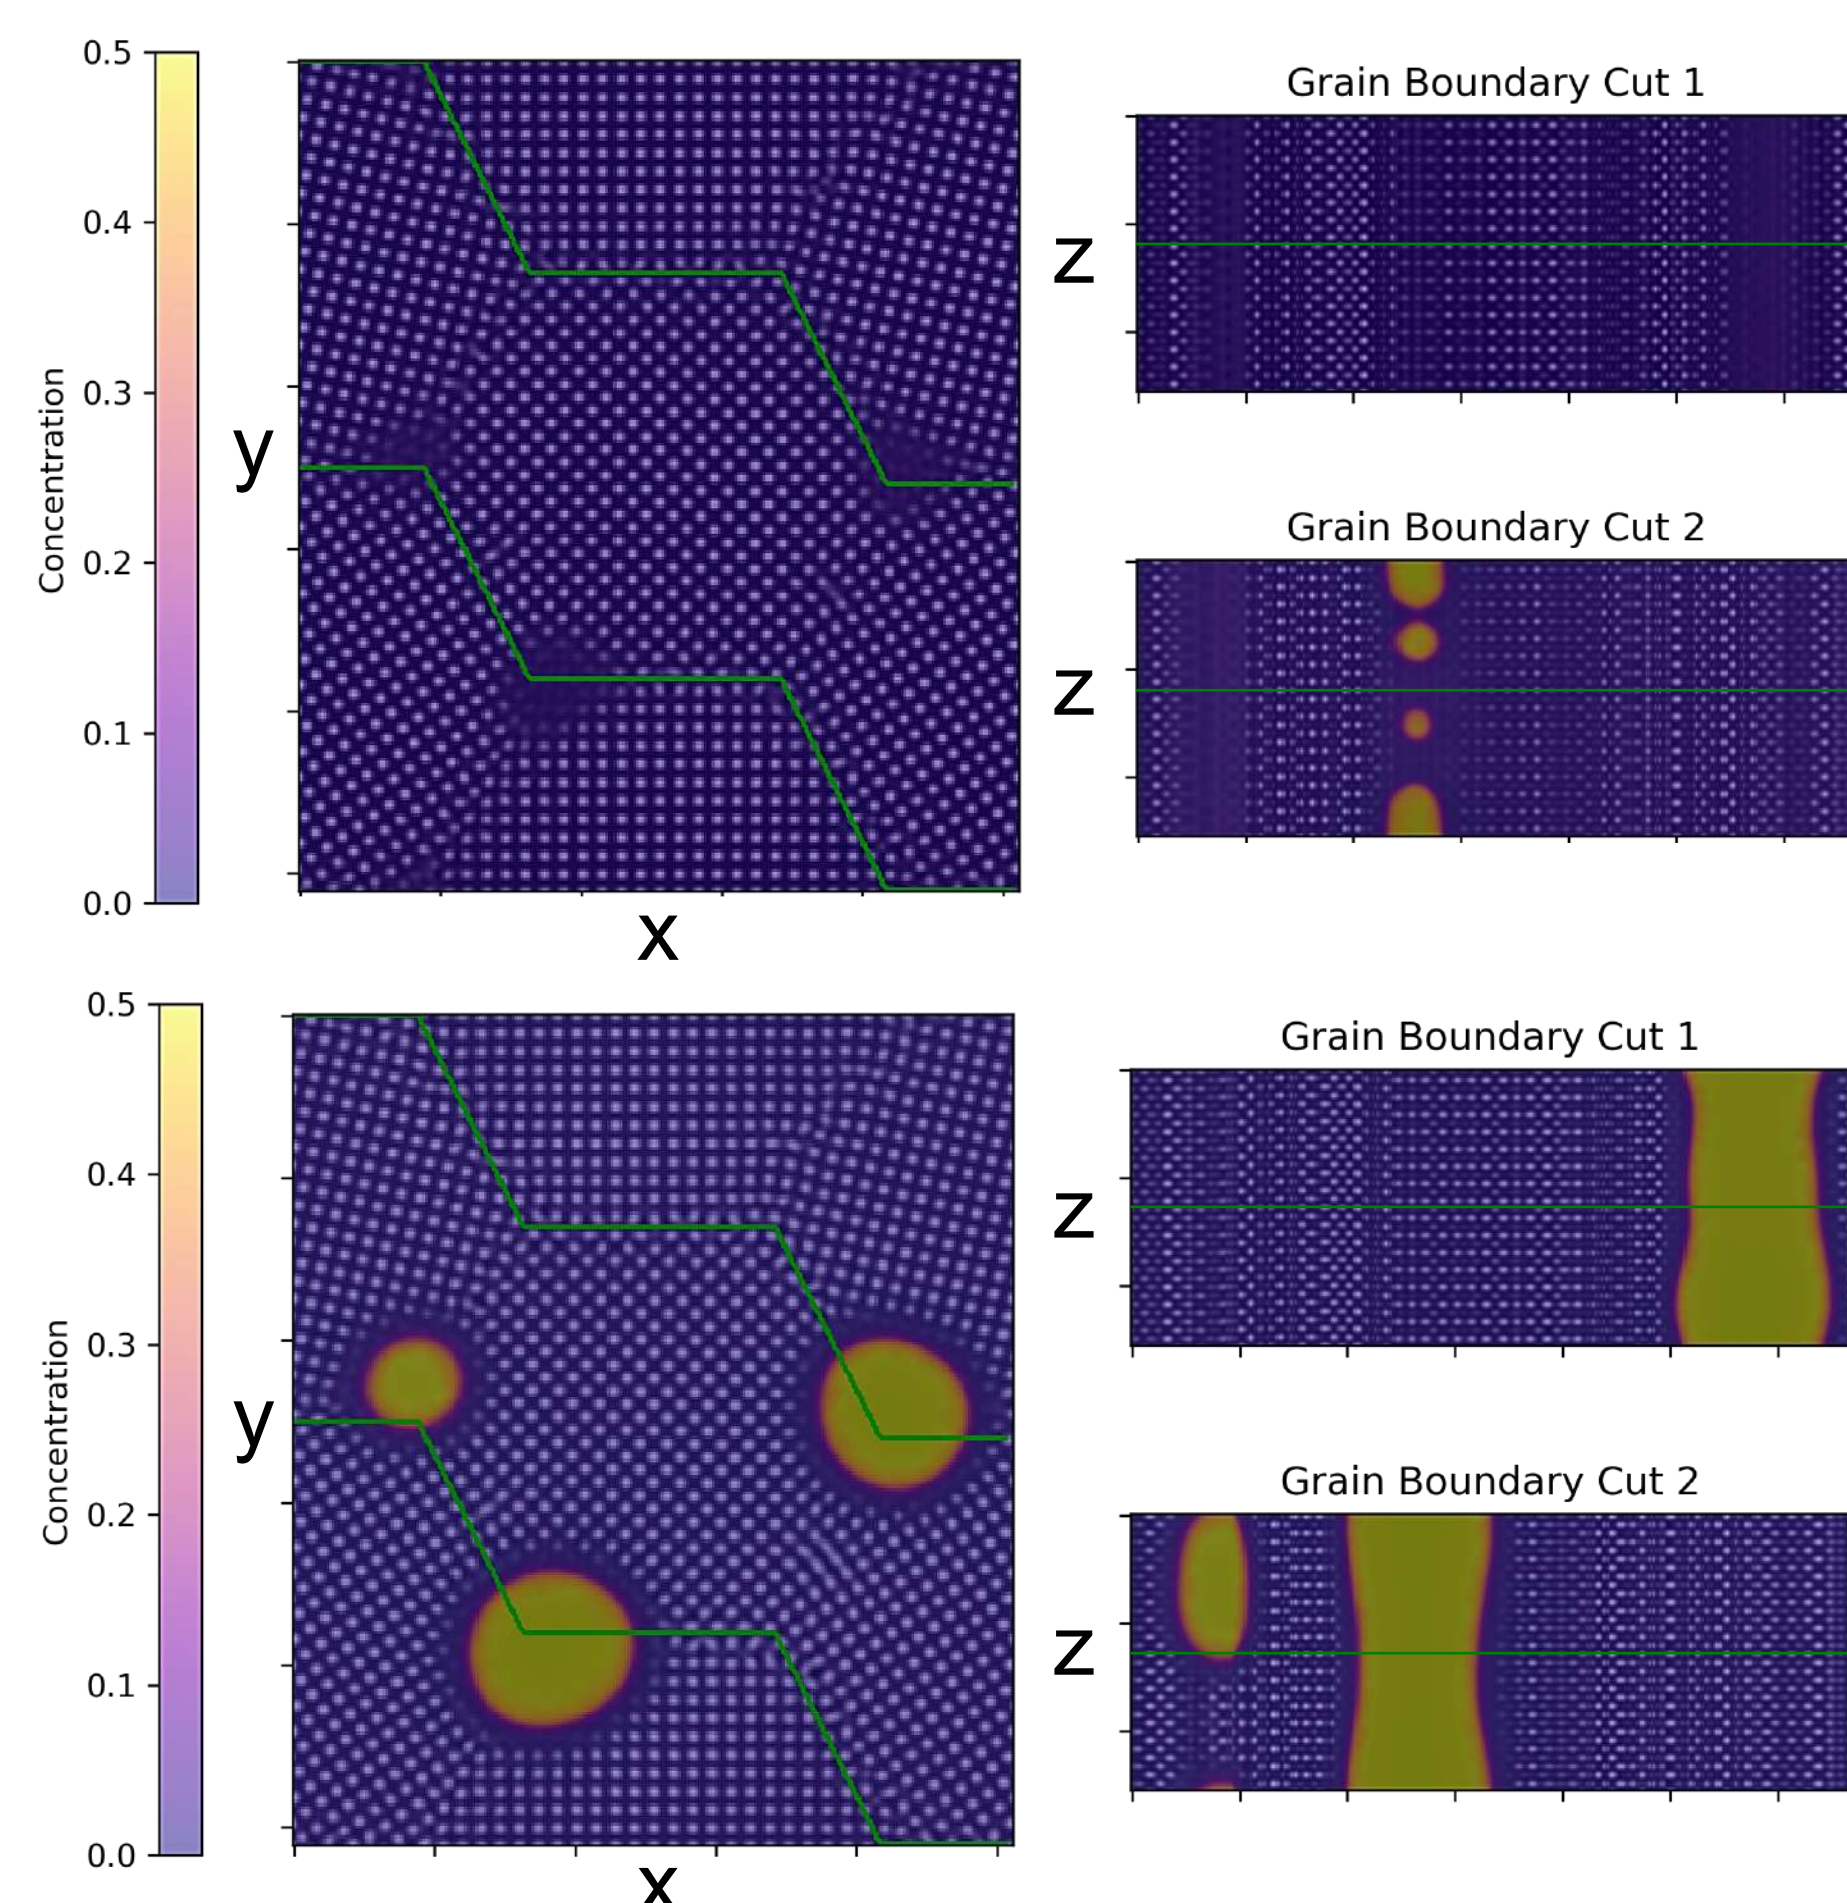 0.5
0.4
0.3
0.2
0.1
0.0
Concentration
y
x
Grain Boundary Cut 1
z
Grain Boundary Cut 2
z
0.5
0.4
0.3
0.2
0.1
0.0
Concentration
y
x
Grain Boundary Cut 1
z
Grain Boundary Cut 2
z